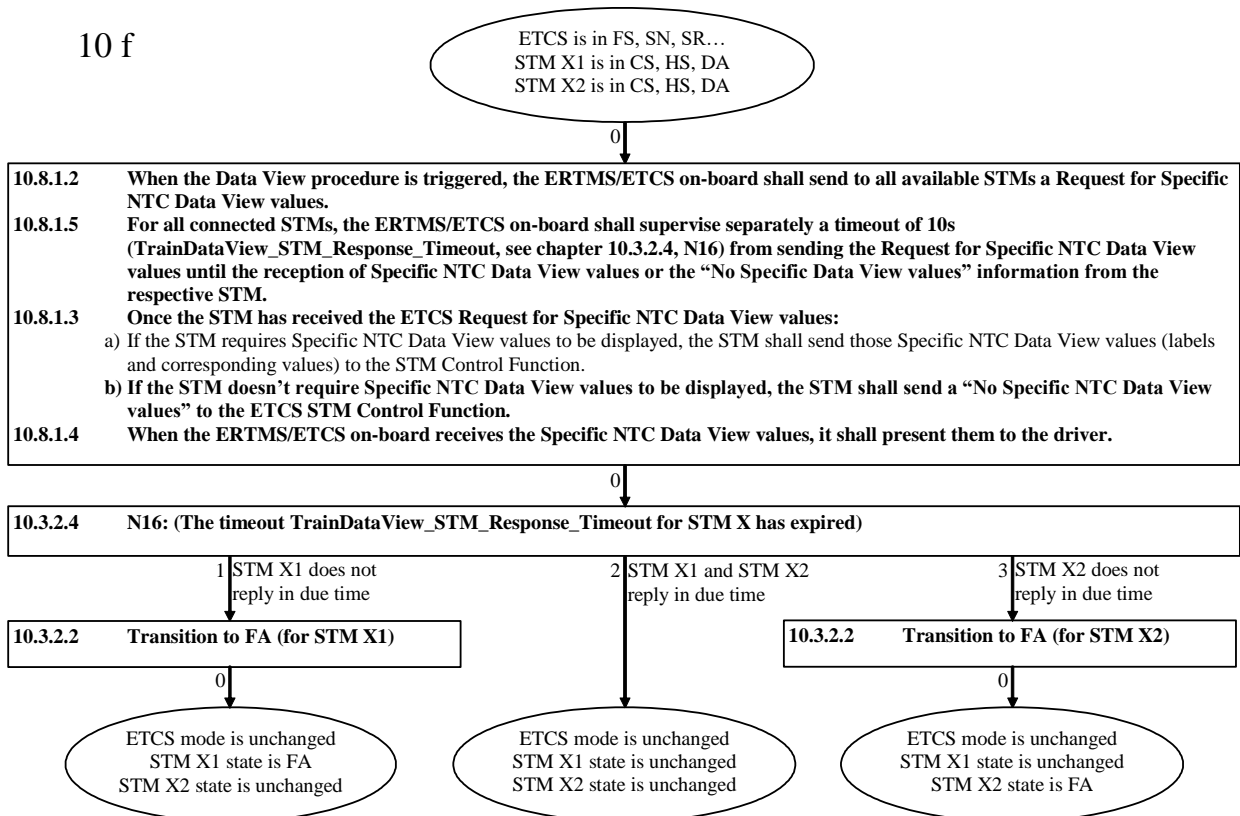 10 f
ETCS is in FS, SN, SR…
STM X1 is in CS, HS, DA
STM X2 is in CS, HS, DA
0
10.8.1.2 When the Data View procedure is triggered, the ERTMS/ETCS on-board shall send to all available STMs a Request for Specific
NTC Data View values.
10.8.1.5 For all connected STMs, the ERTMS/ETCS on-board shall supervise separately a timeout of 10s
(TrainDataView_STM_Response_Timeout, see chapter 10.3.2.4, N16) from sending the Request for Specific NTC Data View
values until the reception of Specific NTC Data View values or the “No Specific Data View values” information from the
respective STM.
10.8.1.3 Once the STM has received the ETCS Request for Specific NTC Data View values:
a) If the STM requires Specific NTC Data View values to be displayed, the STM shall send those Specific NTC Data View values (labels
and corresponding values) to the STM Control Function.
b) If the STM doesn’t require Specific NTC Data View values to be displayed, the STM shall send a “No Specific NTC Data View
values” to the ETCS STM Control Function.
10.8.1.4 When the ERTMS/ETCS on-board receives the Specific NTC Data View values, it shall present them to the driver.
0
10.3.2.4 N16: (The timeout TrainDataView_STM_Response_Timeout for STM X has expired)
1 STM X1 does not
reply in due time
2 STM X1 and STM X2
reply in due time
3 STM X2 does not
reply in due time
10.3.2.2 Transition to FA (for STM X1)
10.3.2.2 Transition to FA (for STM X2)
0
0
ETCS mode is unchanged
STM X1 state is FA
STM X2 state is unchanged
ETCS mode is unchanged
STM X1 state is unchanged
STM X2 state is unchanged
ETCS mode is unchanged
STM X1 state is unchanged
STM X2 state is FA